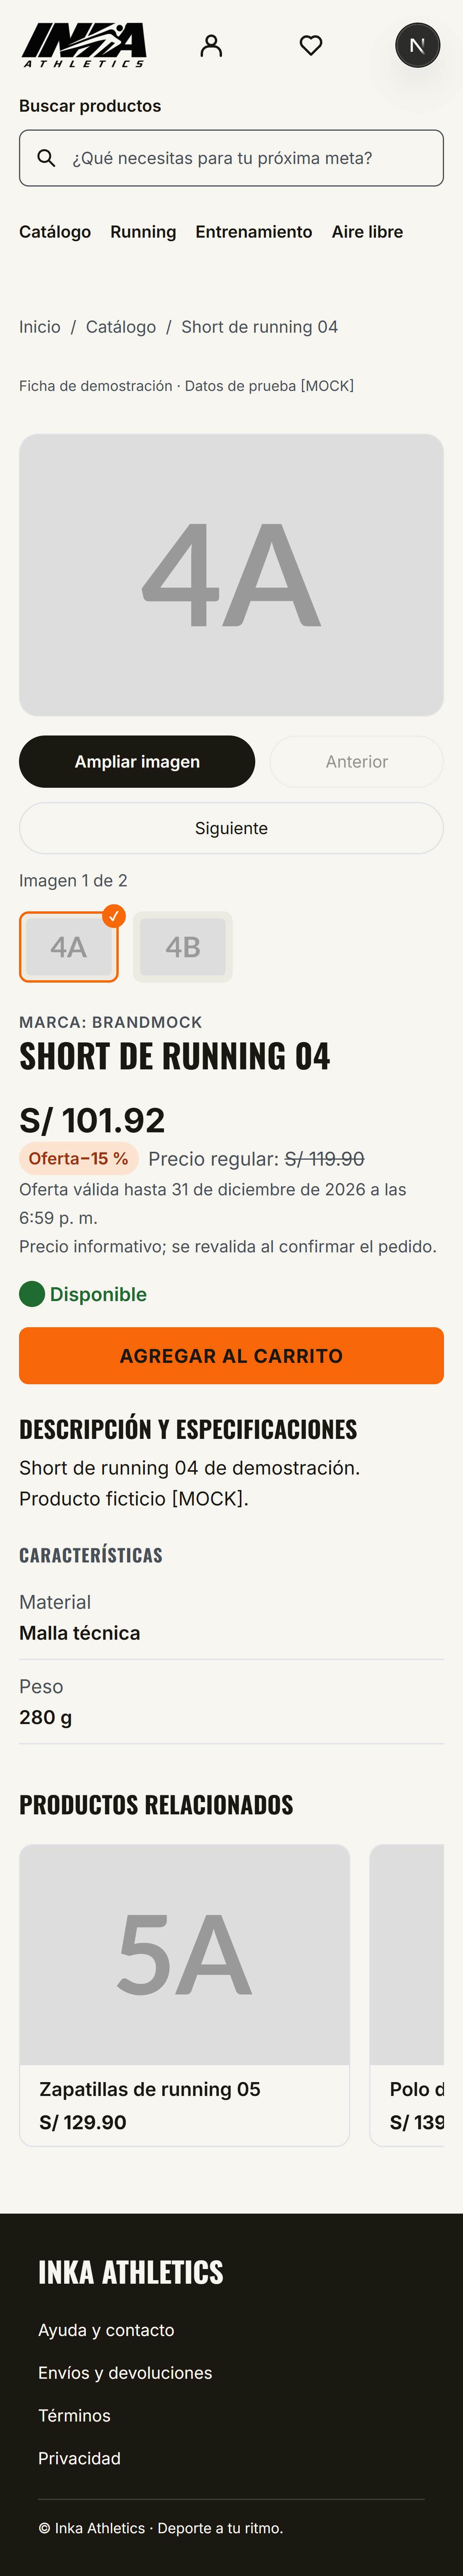 INKA
ATHLETICS
N
Buscar productos
¿Qué necesitas para tu próxima meta?
Catálogo Running Entrenamiento Aire libre
Inicio / Catálogo / Short de running 04
Ficha de demostración · Datos de prueba [MOCK]
4A
Ampliar imagen Anterior
Siguiente
Imagen 1 de 2
4A 4B
MARCA: BRANDMOCK
SHORT DE RUNNING 04
S/ 101.92
Oferta−15 % Precio regular: S/ 119.90
Oferta válida hasta 31 de diciembre de 2026 a las
6:59 p. m.
Precio informativo; se revalida al confirmar el pedido.
Disponible
AGREGAR AL CARRITO
DESCRIPCIÓN Y ESPECIFICACIONES
Short de running 04 de demostración.
Producto ficticio [MOCK].
CARACTERÍSTICAS
Material
Malla técnica
Peso
280 g
PRODUCTOS RELACIONADOS
5A
Zapatillas de running 05
S/ 129.90
Polo d
S/ 139
INKA ATHLETICS
Ayuda y contacto
Envíos y devoluciones
Términos
Privacidad
© Inka Athletics · Deporte a tu ritmo.